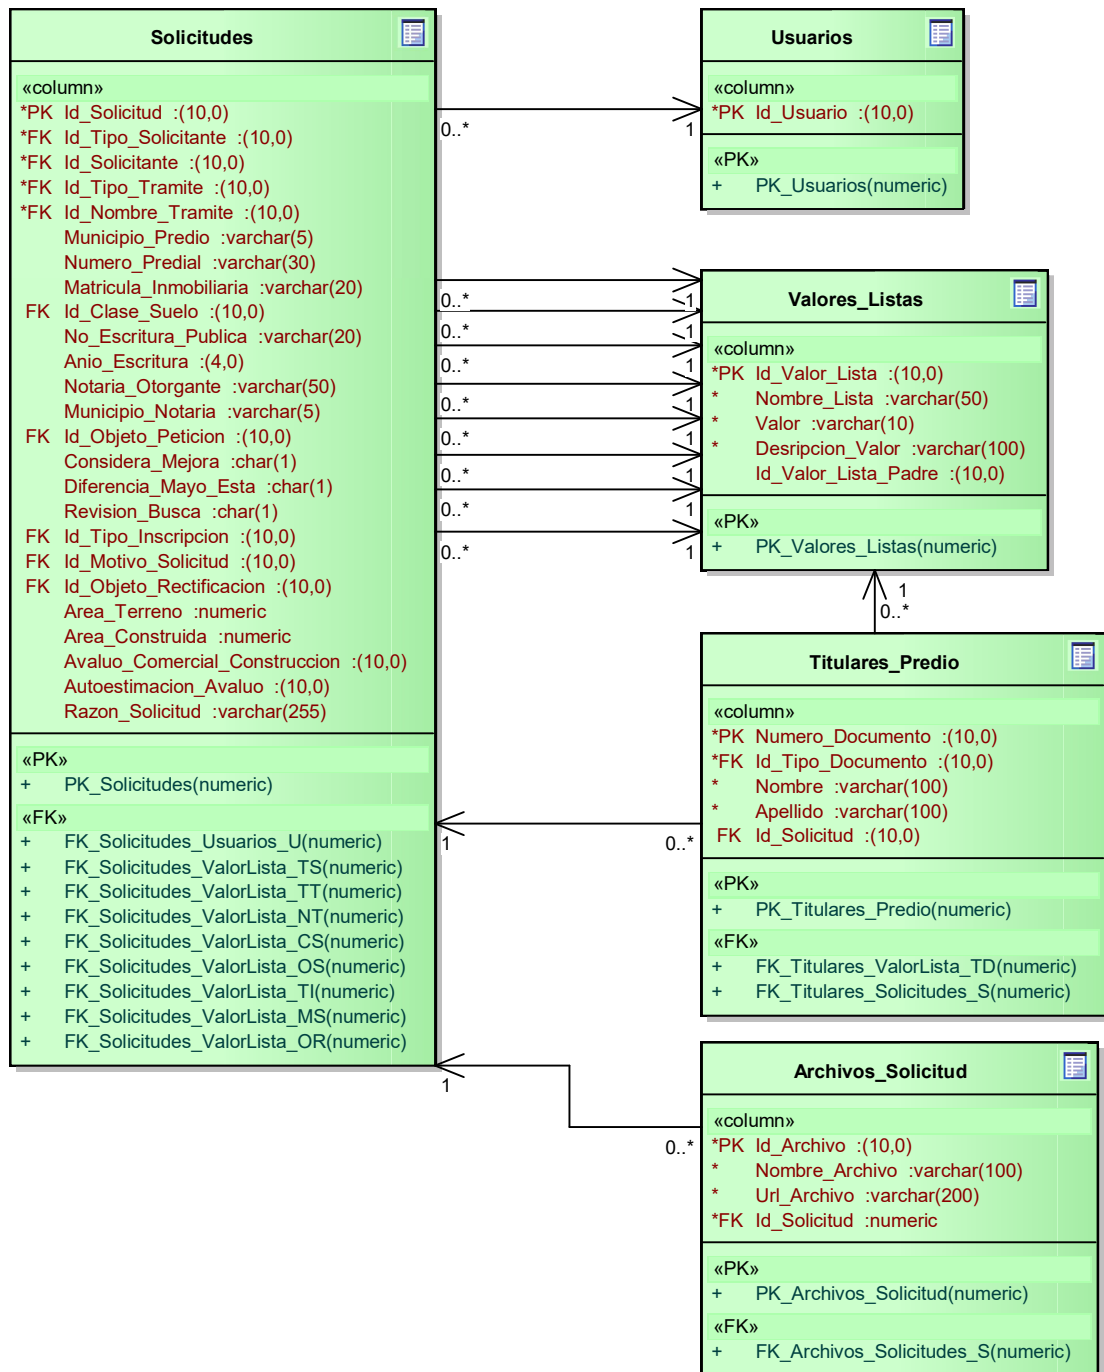 Solicitudes
«column»
*PK Id_Solicitud :(10,0)
*FK Id_Tipo_Solicitante :(10,0)
*FK Id_Solicitante :(10,0)
*FK Id_Tipo_Tramite :(10,0)
*FK Id_Nombre_Tramite :(10,0)
Municipio_Predio :varchar(5)
Numero_Predial :varchar(30)
Matricula_Inmobiliaria :varchar(20)
FK Id_Clase_Suelo :(10,0)
No_Escritura_Publica :varchar(20)
Anio_Escritura :(4,0)
Notaria_Otorgante :varchar(50)
Municipio_Notaria :varchar(5)
FK Id_Objeto_Peticion :(10,0)
Considera_Mejora :char(1)
Diferencia_Mayo_Esta :char(1)
Revision_Busca :char(1)
FK Id_Tipo_Inscripcion :(10,0)
FK Id_Motivo_Solicitud :(10,0)
FK Id_Objeto_Rectificacion :(10,0)
Area_Terreno :numeric
Area_Construida :numeric
Avaluo_Comercial_Construccion :(10,0)
Autoestimacion_Avaluo :(10,0)
Razon_Solicitud :varchar(255)
«PK»
+ PK_Solicitudes(numeric)
«FK»
+ FK_Solicitudes_Usuarios_U(numeric)
+ FK_Solicitudes_ValorLista_TS(numeric)
+ FK_Solicitudes_ValorLista_TT(numeric)
+ FK_Solicitudes_ValorLista_NT(numeric)
+ FK_Solicitudes_ValorLista_CS(numeric)
+ FK_Solicitudes_ValorLista_OS(numeric)
+ FK_Solicitudes_ValorLista_TI(numeric)
+ FK_Solicitudes_ValorLista_MS(numeric)
+ FK_Solicitudes_ValorLista_OR(numeric)
0..* 1
0..* 1
0..* 1
0..* 1
0..* 1
0..* 1
0..* 1
0..* 1
0..* 1
Usuarios
«column»
*PK Id_Usuario :(10,0)
«PK»
+ PK_Usuarios(numeric)
Valores_Listas
«column»
*PK Id_Valor_Lista :(10,0)
* Nombre_Lista :varchar(50)
* Valor :varchar(10)
* Desripcion_Valor :varchar(100)
Id_Valor_Lista_Padre :(10,0)
«PK»
+ PK_Valores_Listas(numeric)
1
0..*
Titulares_Predio
«column»
*PK Numero_Documento :(10,0)
*FK Id_Tipo_Documento :(10,0)
* Nombre :varchar(100)
* Apellido :varchar(100)
FK Id_Solicitud :(10,0)
«PK»
+ PK_Titulares_Predio(numeric)
«FK»
+ FK_Titulares_ValorLista_TD(numeric)
+ FK_Titulares_Solicitudes_S(numeric)
1 0..*
Archivos_Solicitud
«column»
*PK Id_Archivo :(10,0)
* Nombre_Archivo :varchar(100)
* Url_Archivo :varchar(200)
*FK Id_Solicitud :numeric
«PK»
+ PK_Archivos_Solicitud(numeric)
«FK»
+ FK_Archivos_Solicitudes_S(numeric)
1
0..*